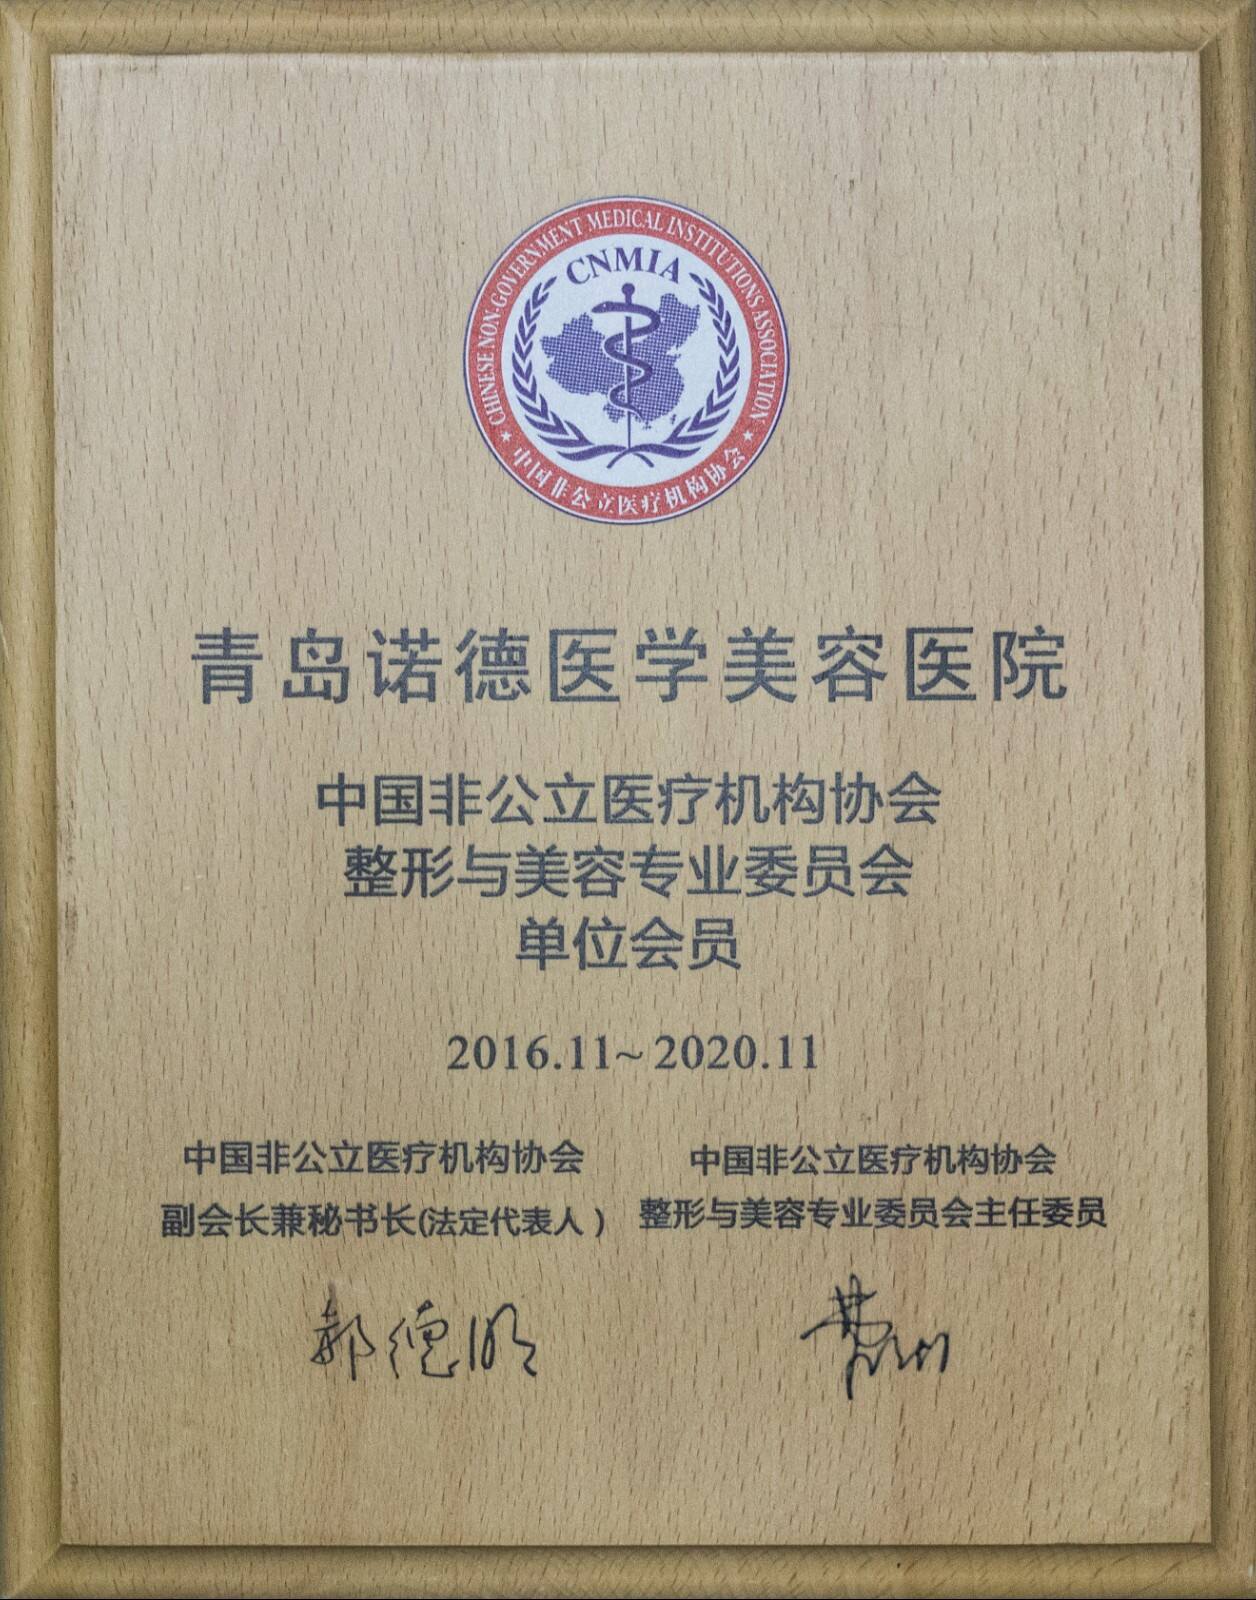 CHINESE NON-GOVERNMENT MEDICAL INSTITUTIONS ASSOCIATION
CNMIA
中国非公立医疗机构协会
青岛诺德医学美容医院
中国非公立医疗机构协会
整形与美容专业委员会
单位会员
2016.11~2020.11
中国非公立医疗机构协会
副会长兼秘书长(法定代表人)
中国非公立医疗机构协会
整形与美容专业委员会主任委员
郝德明